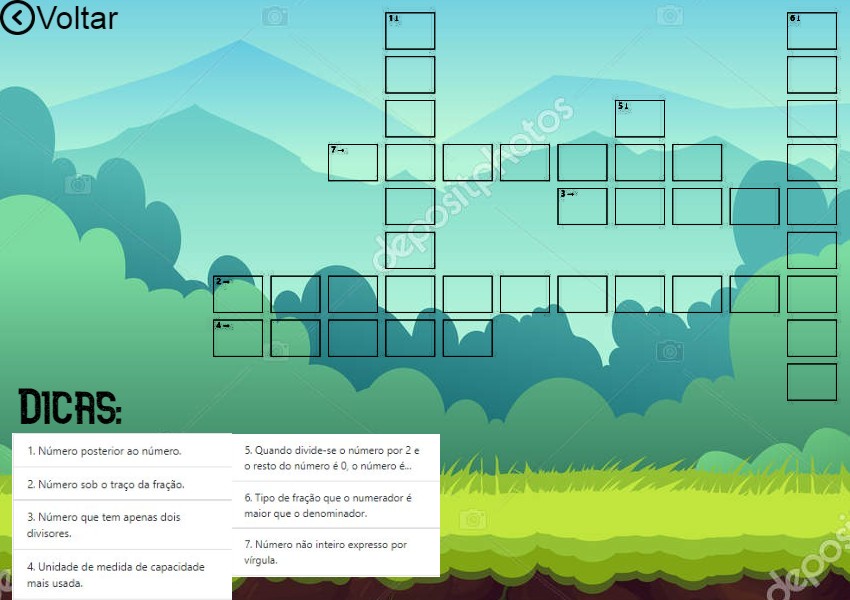 Voltar
1↓
6↓
5↓
7→
3→
2→
4→
depositphotos
DICAS:
1. Número posterior ao número.
2. Número sob o traço da fração.
3. Número que tem apenas dois
divisores.
4. Unidade de medida de capacidade
mais usada.
5. Quando divide-se o número por 2 e
o resto do número é 0, o número é...
6. Tipo de fração que o numerador é
maior que o denominador.
7. Número não inteiro expresso por
vírgula.